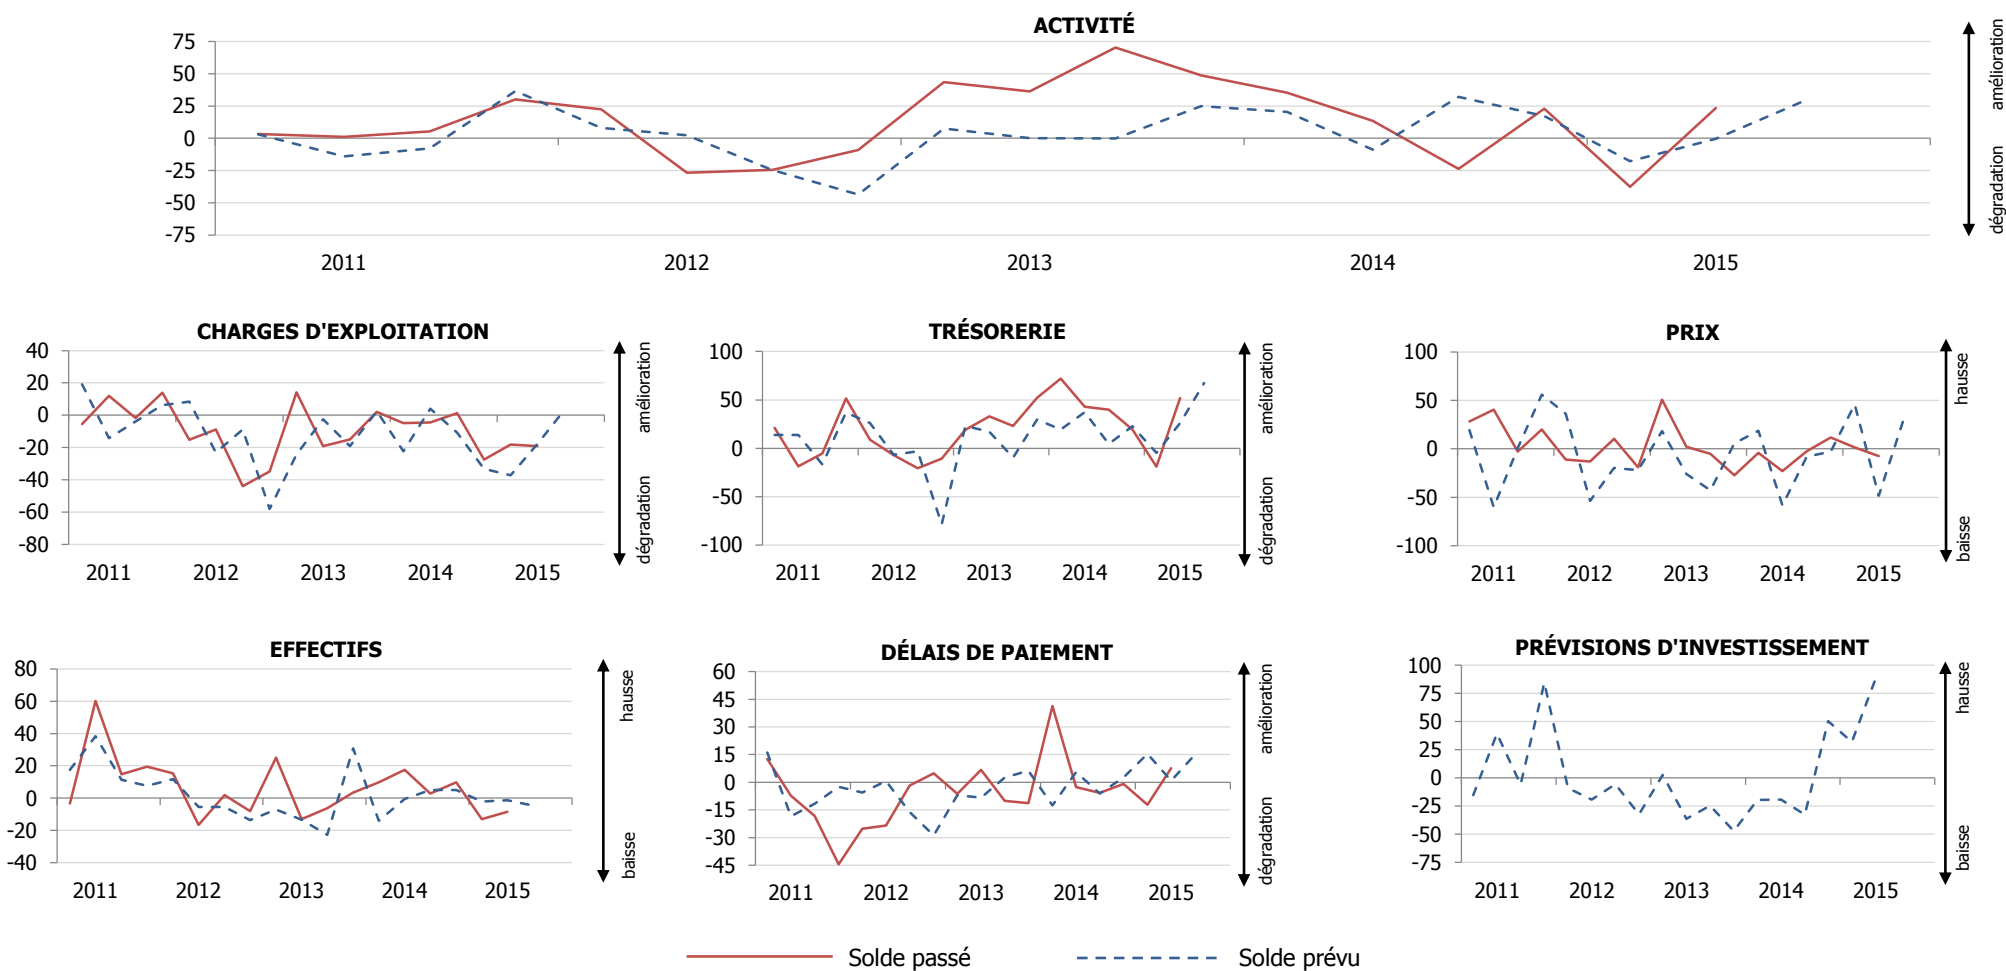 ACTIVITÉ
75
50
25
0
-25
-50
-75
2011 2012 2013 2014 2015
amélioration
dégradation
CHARGES D'EXPLOITATION
40
20
0
-20
-40
-60
-80
2011 2012 2013 2014 2015
amélioration
dégradation
TRÉSORERIE
100
50
0
-50
-100
2011 2012 2013 2014 2015
amélioration
dégradation
PRIX
100
50
0
-50
-100
2011 2012 2013 2014 2015
hausse
baisse
EFFECTIFS
80
60
40
20
0
-20
-40
2011 2012 2013 2014 2015
hausse
baisse
DÉLAIS DE PAIEMENT
60
45
30
15
0
-15
-30
-45
2011 2012 2013 2014 2015
amélioration
dégradation
PRÉVISIONS D'INVESTISSEMENT
100
75
50
25
0
-25
-50
-75
2011 2012 2013 2014 2015
hausse
baisse
Solde passé Solde prévu